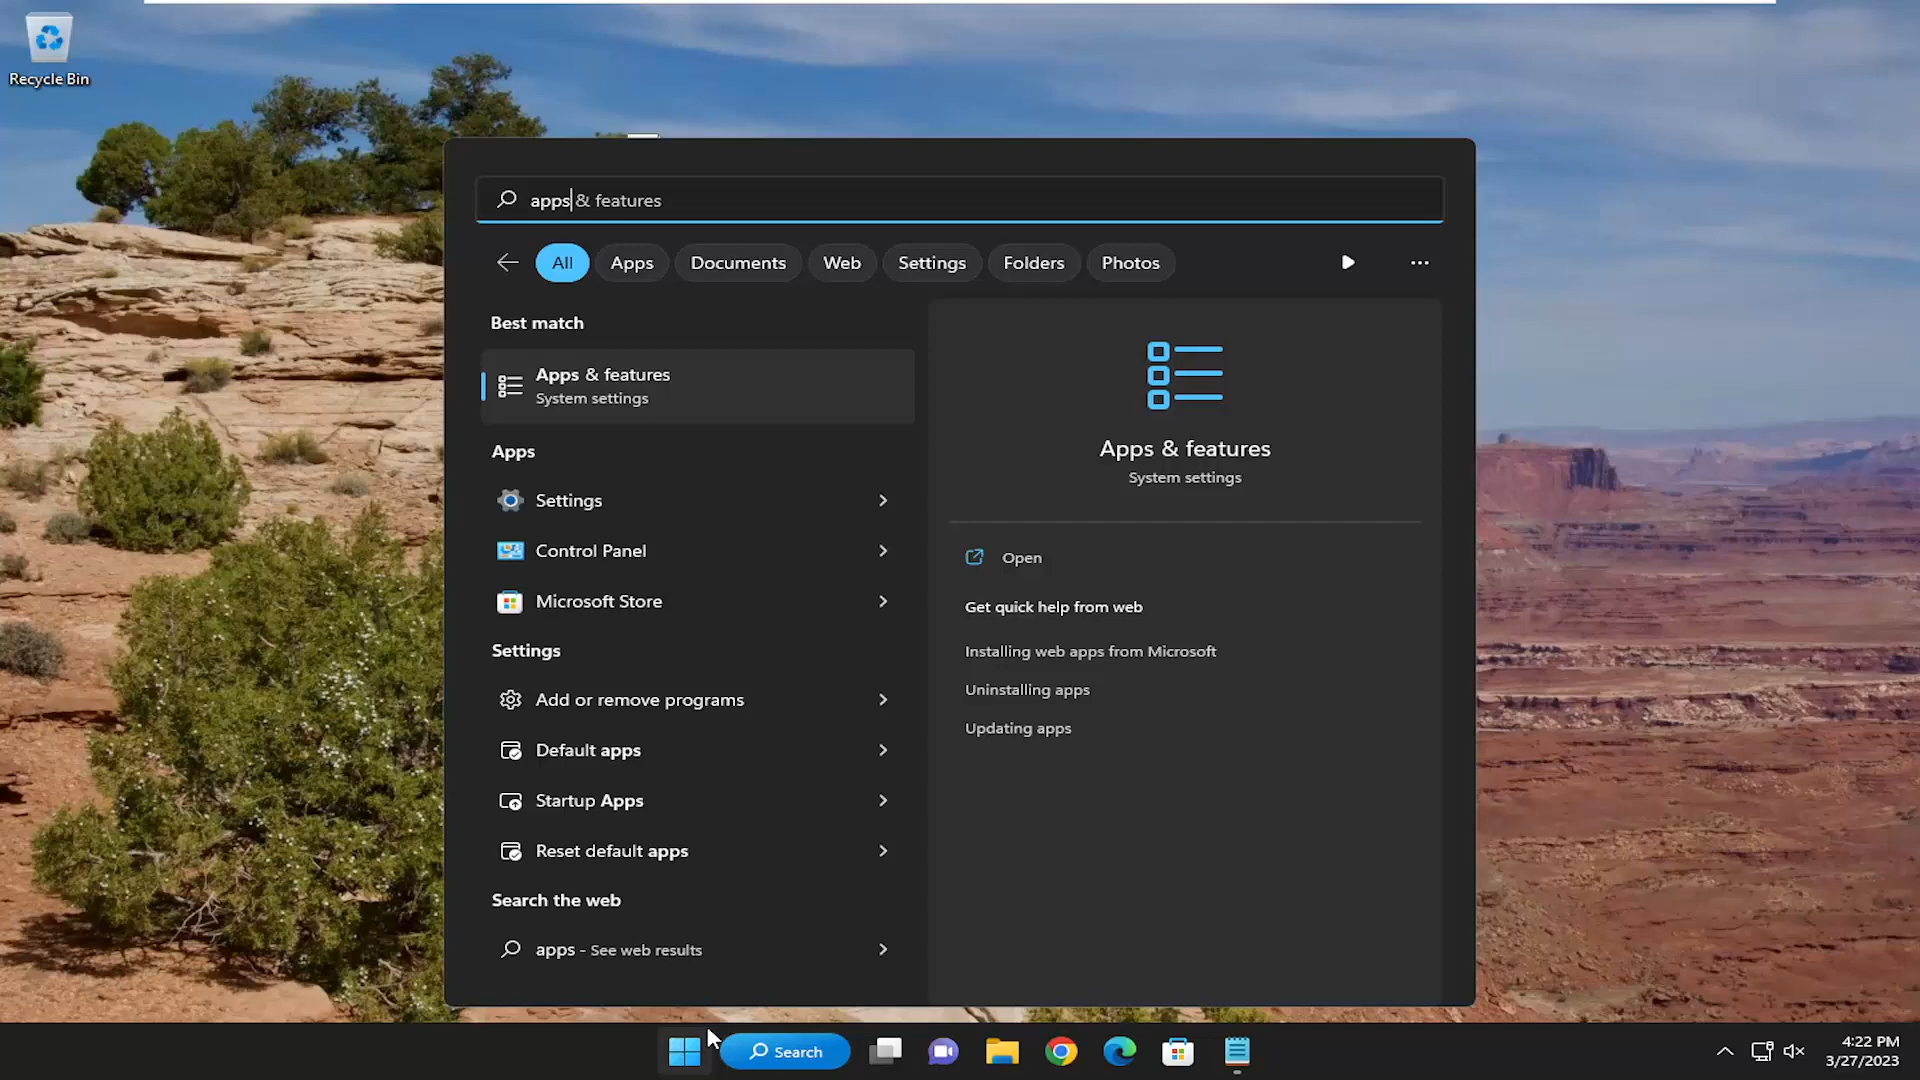 Recycle Bin
apps & features
All
Apps
Documents
Web
Settings
Folders
Photos
Best match
Apps & features
System settings
Apps
Settings
Control Panel
Microsoft Store
Settings
Add or remove programs
Default apps
Startup Apps
Reset default apps
Search the web
apps - See web results
Apps & features
System settings
Open
Get quick help from web
Installing web apps from Microsoft
Uninstalling apps
Updating apps
Search
4:22 PM
3/27/2023